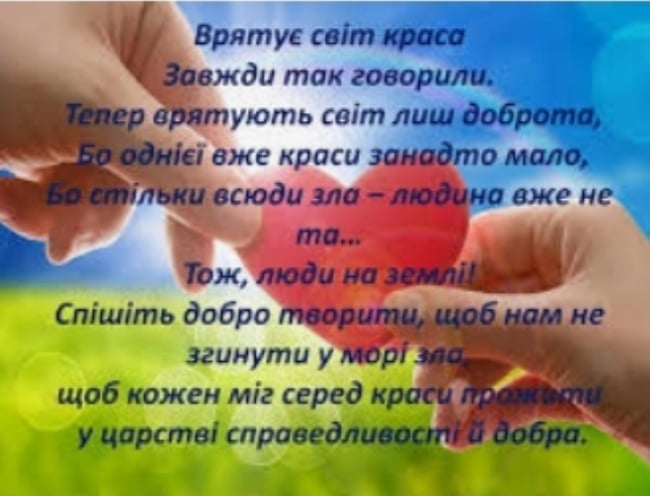 Врятує світ краса
Завжди так говорили.
Тепер врятують світ лиш доброта,
Бо однієї вже краси занадто мало,
Бо стільки всюди зла – людина вже не
та...
Тож, люди на землі!
Спішіть добро творити, щоб нам не
згинути у морі зла,
щоб кожен міг серед краси прожити
у царстві справедливості й добра.